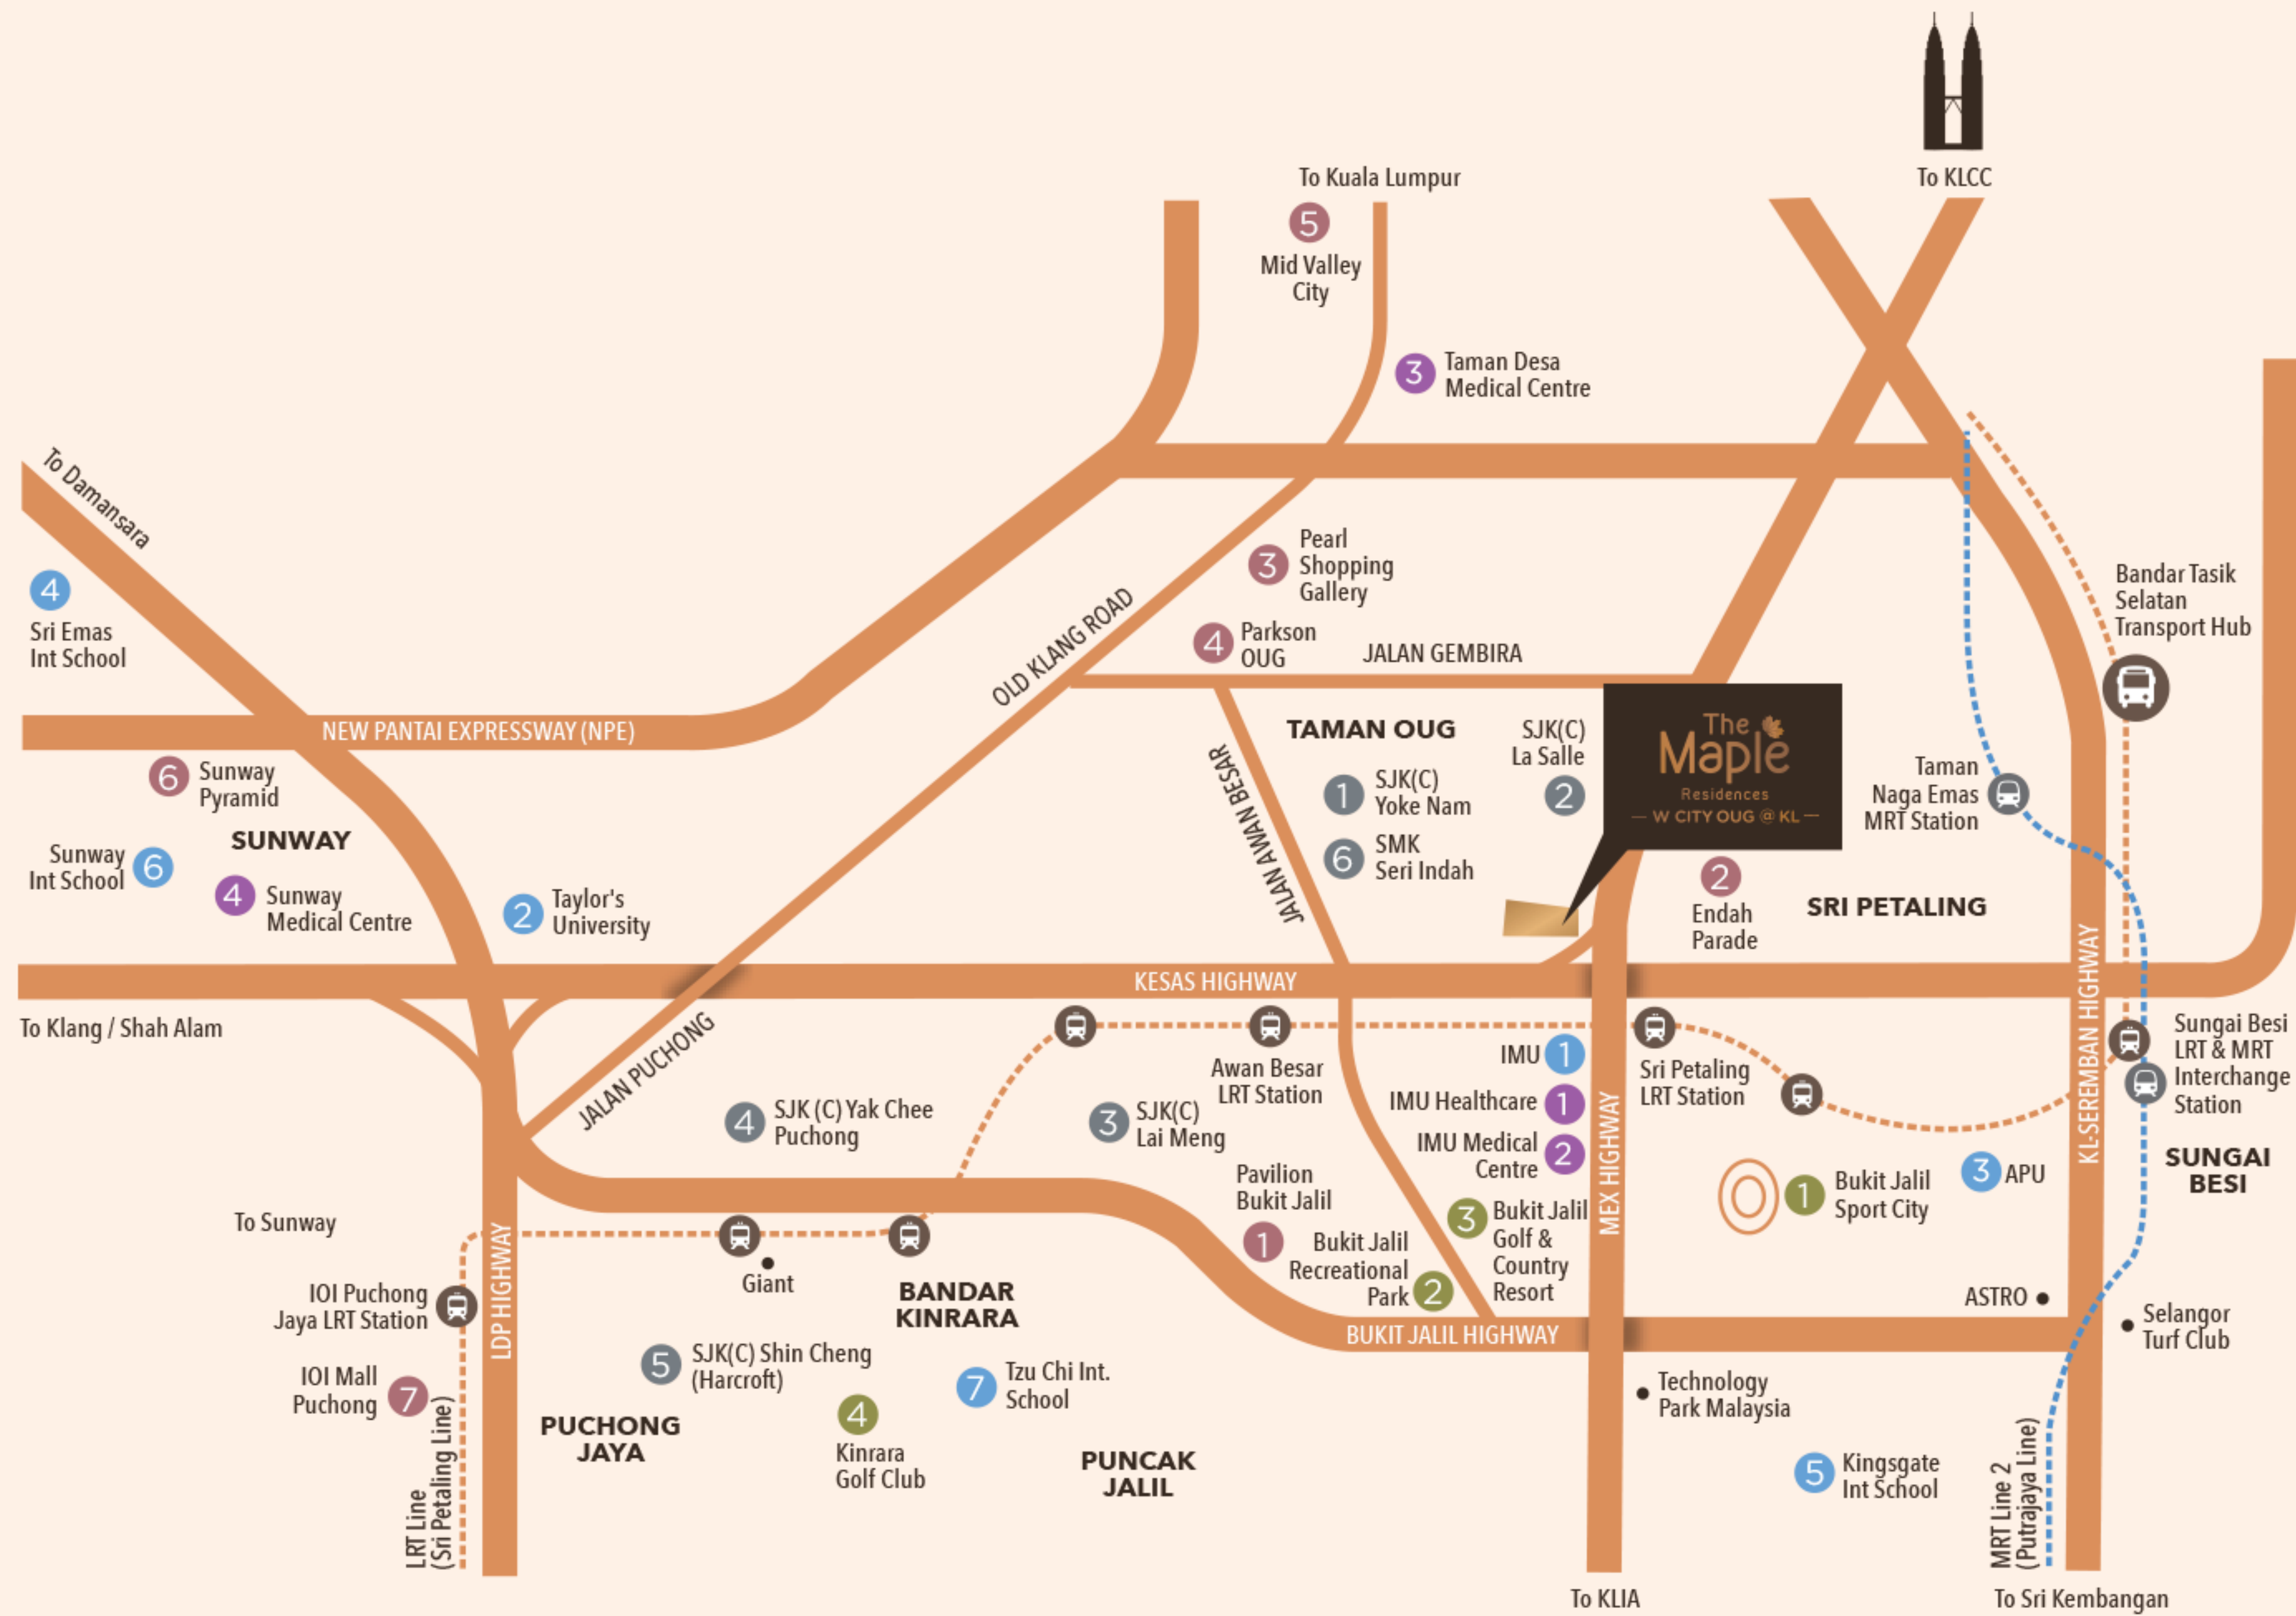 To KLCC
To Kuala Lumpur
5
Mid Valley
City
3
Taman Desa
Medical Centre
To Damansara
4
Sri Emas
Int School
3
Pearl
Shopping
Gallery
OLD KLANG ROAD
4
Parkson
OUG
JALAN GEMBIRA
Bandar Tasik
Selatan
Transport Hub
NEW PANTAI EXPRESSWAY (NPE)
6
Sunway
Pyramid
SUNWAY
Sunway
Int School
6
4
Sunway
Medical Centre
2
Taylor's
University
JALAN AWAN BESAR
TAMAN OUG
SJK(C)
La Salle
2
1
SJK(C)
Yoke Nam
6
SMK
Seri Indah
The
Maple
Residences
— W CITY OUG @ KL —
2
Endah
Parade
SRI PETALING
Taman
Naga Emas
MRT Station
KESAS HIGHWAY
To Klang / Shah Alam
JALAN PUCHONG
Awan Besar
LRT Station
IMU
1
IMU Healthcare
1
IMU Medical
Centre
2
Sri Petaling
LRT Station
MEX HIGHWAY
KL-SEREMBAN HIGHWAY
Sungai Besi
LRT & MRT
Interchange
Station
SUNGAI
BESI
4
SJK (C) Yak Chee
Puchong
3
SJK(C)
Lai Meng
Pavilion
Bukit Jalil
1
Bukit Jalil
Recreational
Park
2
3
Bukit Jalil
Golf &
Country
Resort
1
Bukit Jalil
Sport City
3
APU
To Sunway
LDP HIGHWAY
Giant
BANDAR
KINRARA
IOI Puchong
Jaya LRT Station
IOI Mall
Puchong
7
5
SJK(C) Shin Cheng
(Harcroft)
PUCHONG
JAYA
4
Kinrara
Golf Club
7
Tzu Chi Int.
School
PUNCAK
JALIL
BUKIT JALIL HIGHWAY
ASTRO
Selangor
Turf Club
Technology
Park Malaysia
5
Kingsgate
Int School
LRT Line
(Sri Petaling Line)
MRT Line 2
(Putrajaya Line)
To KLIA
To Sri Kembangan